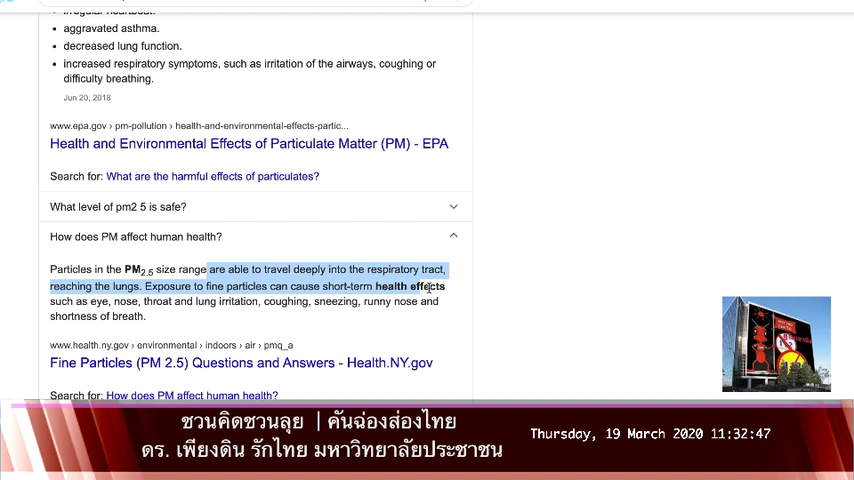 irregular heartbeat.
• aggravated asthma.
• decreased lung function.
• increased respiratory symptoms, such as irritation of the airways, coughing or
difficulty breathing.
Jun 20, 2018
www.epa.gov › pm-pollution › health-and-environmental-effects-partic...
Health and Environmental Effects of Particulate Matter (PM) - EPA
Search for: What are the harmful effects of particulates?
What level of pm2 5 is safe?
How does PM affect human health?
Particles in the PM2.5 size range are able to travel deeply into the respiratory tract,
reaching the lungs. Exposure to fine particles can cause short-term health effects
such as eye, nose, throat and lung irritation, coughing, sneezing, runny nose and
shortness of breath.
www.health.ny.gov › environmental › indoors › air › pmq_a
Fine Particles (PM 2.5) Questions and Answers - Health.NY.gov
Search for: How does PM affect human health?
ชวนคิดชวนลุย | คันฉ่องส่องไทย
ดร. เพียงดิน รักไทย มหาวิทยาลัยประชาชน
Thursday, 19 March 2020 11:32:47